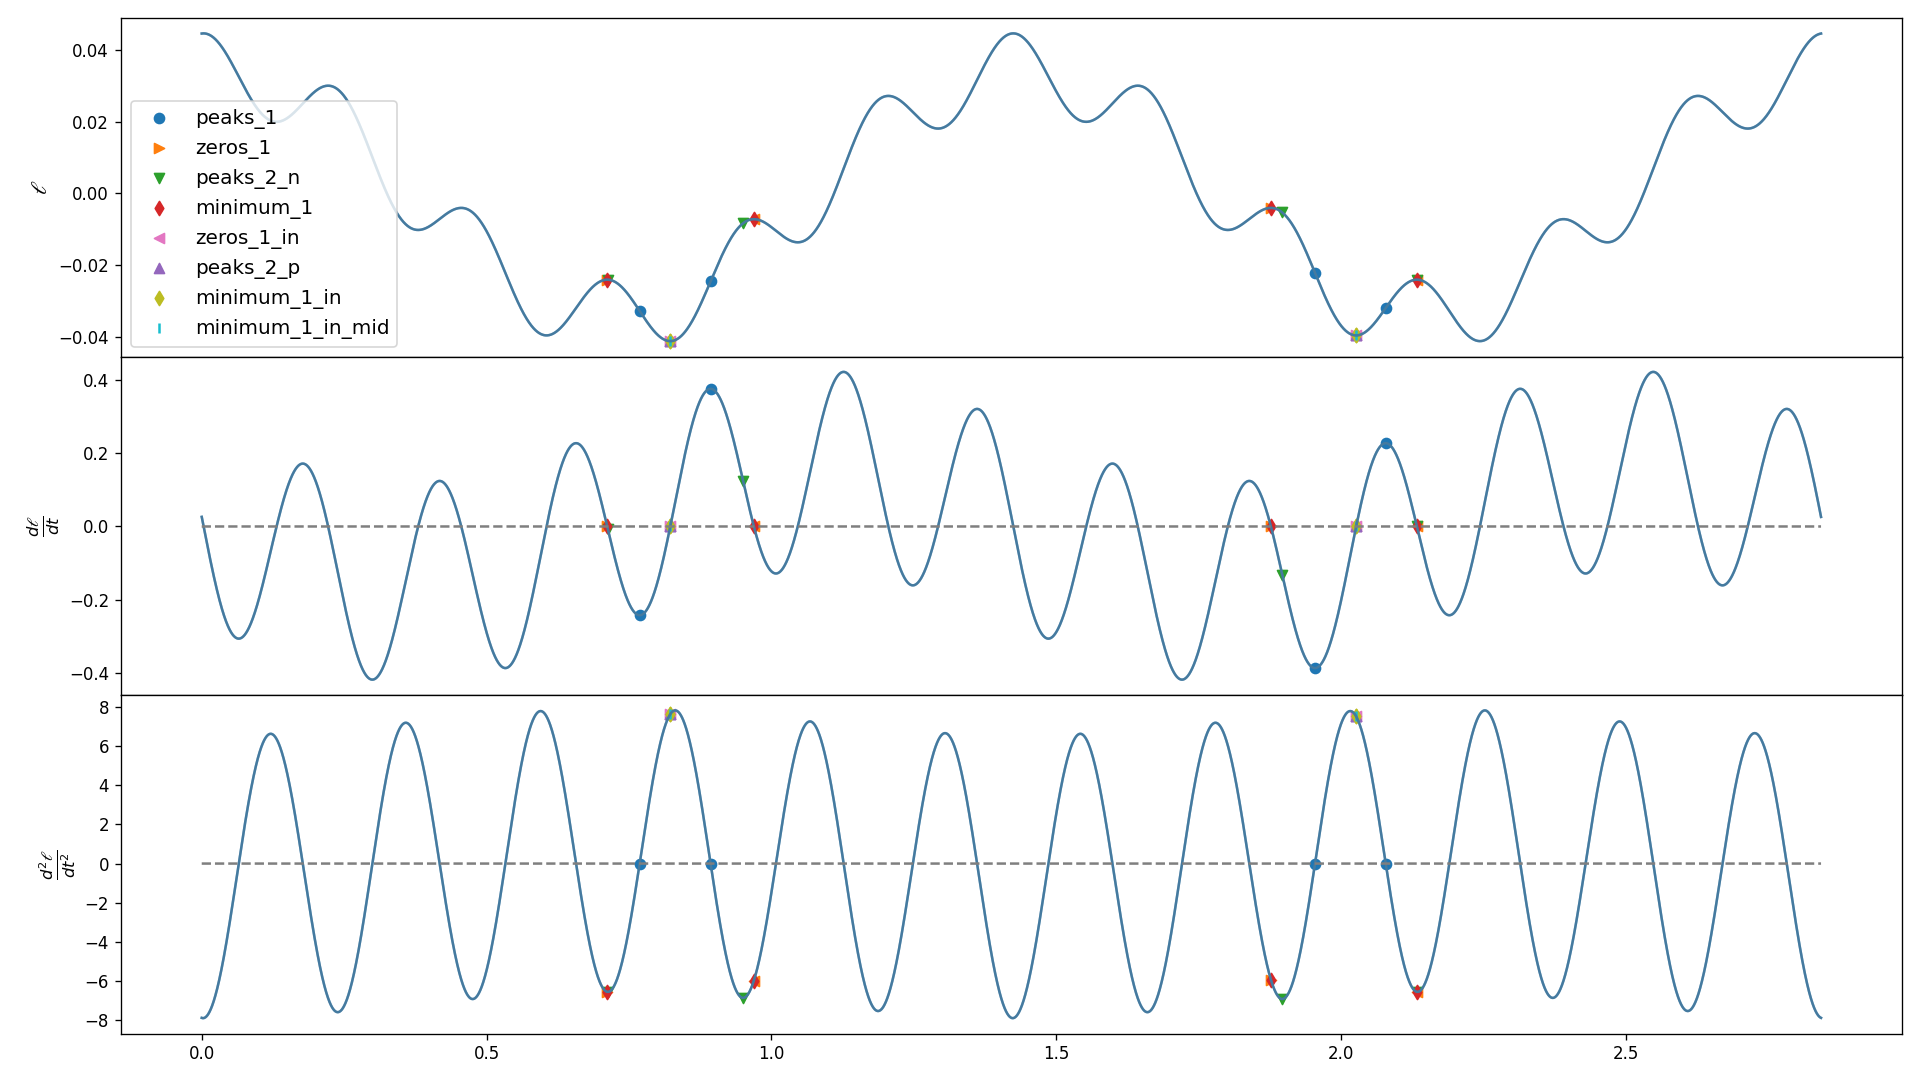 0.04
0.02
0.00
−0.02
−0.04
ℓ
peaks_1
zeros_1
peaks_2_n
minimum_1
zeros_1_in
peaks_2_p
minimum_1_in
minimum_1_in_mid
0.4
0.2
0.0
−0.2
−0.4
dℓ
dt
8
6
4
2
0
−2
−4
−6
−8
d²ℓ
dt²
0.0 0.5 1.0 1.5 2.0 2.5